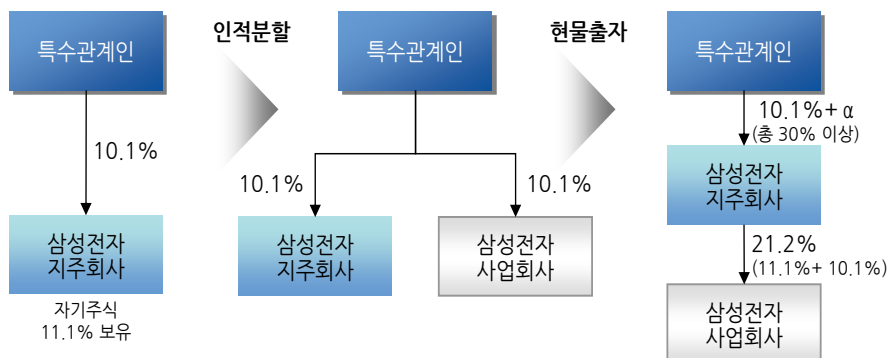 특수관계인
10.1%
삼성전자
지주회사
자기주식
11.1% 보유
인적분할
특수관계인
10.1%
10.1%
삼성전자
지주회사
삼성전자
사업회사
현물출자
특수관계인
10.1%+α
(총 30% 이상)
삼성전자
지주회사
21.2%
(11.1%+ 10.1%)
삼성전자
사업회사